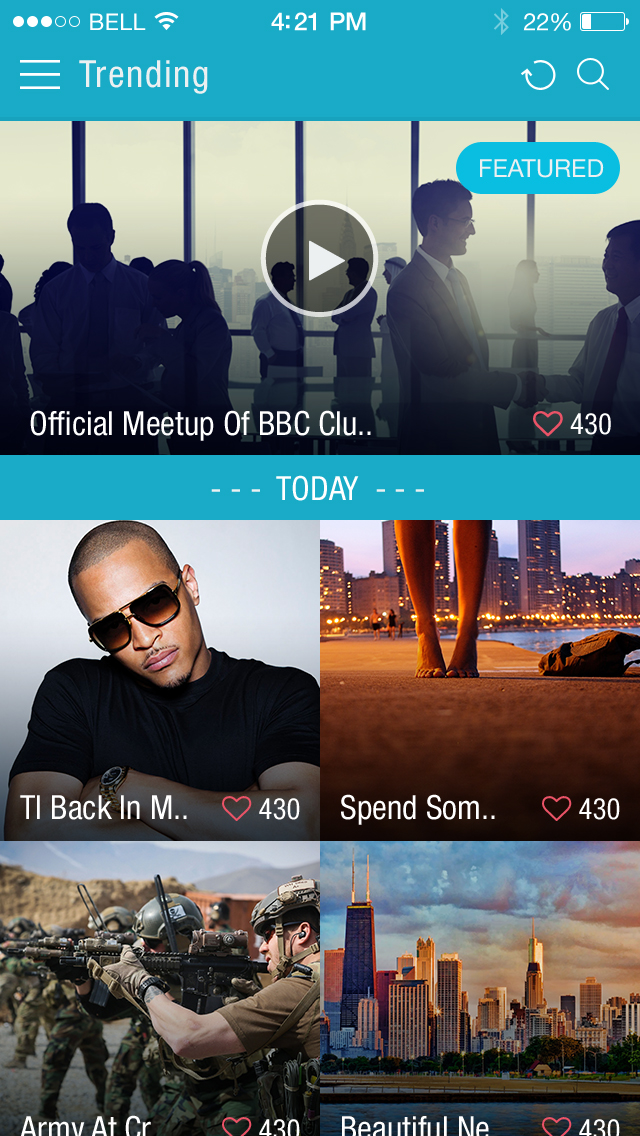 BELL 4:21 PM 22%
Trending
FEATURED
Official Meetup Of BBC Clu.. 430
- - - TODAY - - -
TI Back In M.. 430
Spend Som.. 430
Army At Cr 430
Beautiful Ne 430